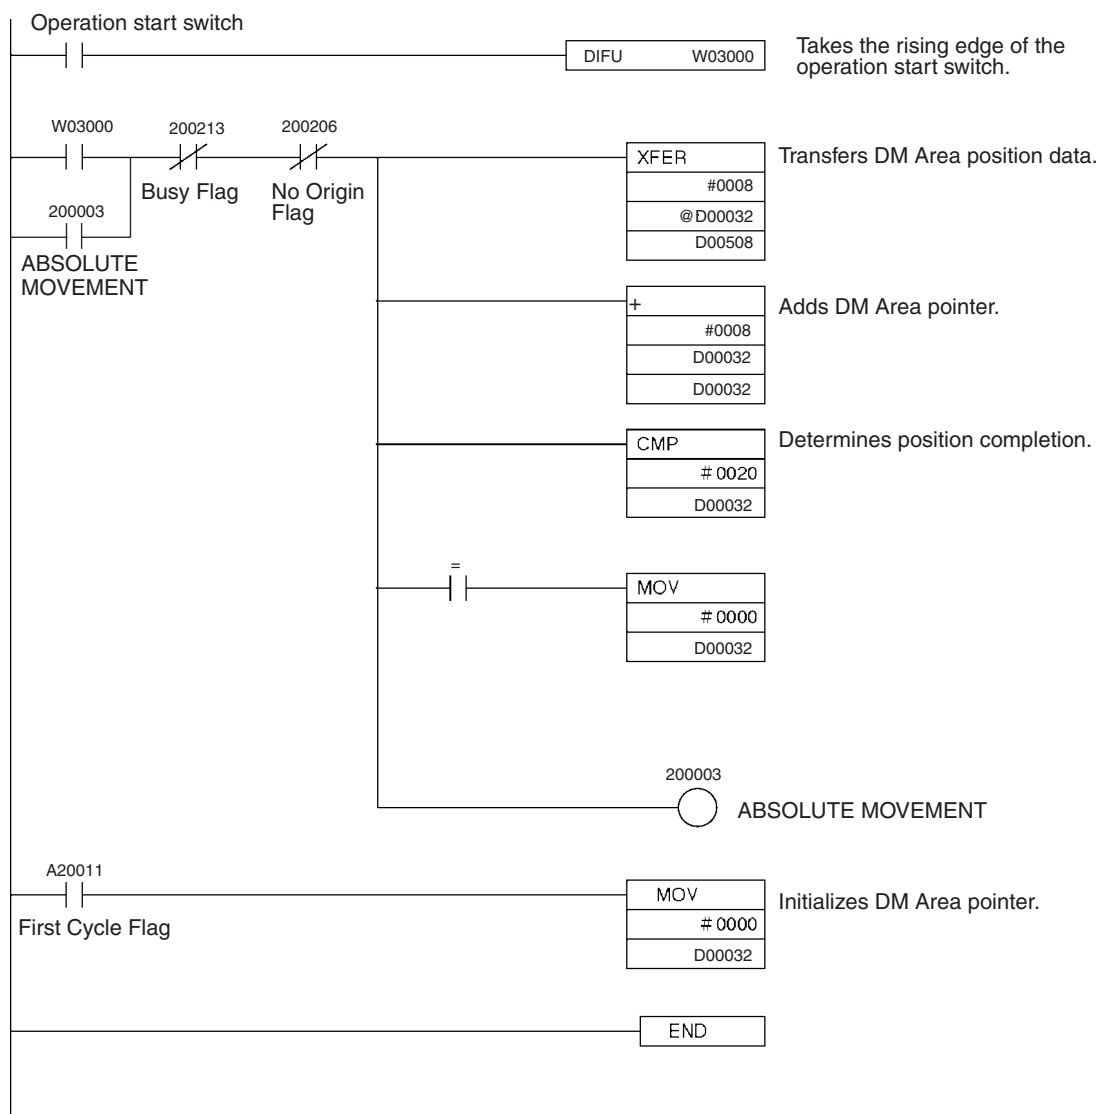 Operation start switch
DIFU W03000
Takes the rising edge of the
operation start switch.
W03000
200213
200206
Busy Flag
No Origin
Flag
200003
ABSOLUTE
MOVEMENT
XFER
#0008
@D00032
D00508
Transfers DM Area position data.
+
#0008
D00032
D00032
Adds DM Area pointer.
CMP
#0020
D00032
Determines position completion.
=
MOV
#0000
D00032
200003
ABSOLUTE MOVEMENT
A20011
First Cycle Flag
MOV
#0000
D00032
Initializes DM Area pointer.
END